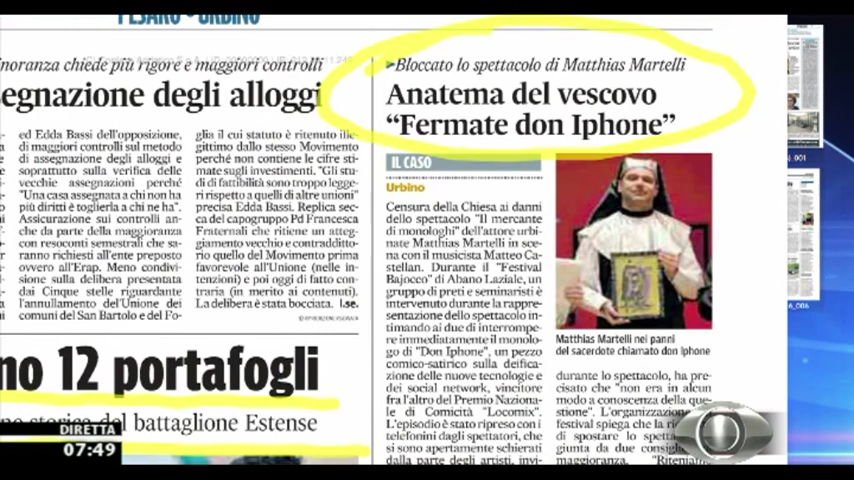 PESARO • URBINO
noranza chiede più rigore e maggiori controlli
segnazione degli alloggi
ed Edda Bassi dell'opposizione,
di maggiori controlli sul metodo
di assegnazione degli alloggi e
soprattutto sulla verifica delle
vecchie assegnazioni perché
"Una casa assegnata a chi non ha
più diritti è toglierla a chi ne ha".
Assicurazione sui controlli an-
che da parte della maggioranza
con resoconti semestrali che sa-
ranno richiesti all'ente preposto
ovvero all'Erap. Meno condivi-
sione sulla delibera presentata
dai Cinque stelle riguardante
l'annullamento dell'Unione dei
comuni del San Bartolo e del Fo-
glia il cui statuto è ritenuto ille-
gittimo dallo stesso Movimento
perché non contiene le cifre sti-
mate sugli investimenti. "Gli stu-
di di fattibilità sono troppo legge-
ri rispetto a quelli di altre unioni"
precisa Edda Bassi. Replica sec-
ca del capogruppo Pd Francesca
Fraternali che ritiene un atteg-
giamento vecchio e contradditto-
rio quello del Movimento prima
favorevole all'Unione (nelle in-
tenzioni) e poi oggi di fatto con-
traria (in merito ai contenuti).
La delibera è stata bocciata. l.se.
no 12 portafogli
one storica del battaglione Estense
Bloccato lo spettacolo di Matthias Martelli
Anatema del vescovo
"Fermate don Iphone"
IL CASO
Urbino
Censura della Chiesa ai danni
dello spettacolo "Il mercante
di monologhi" dell'attore urbi-
nate Matthias Martelli in sce-
na con il musicista Matteo Ca-
stellan. Durante il "Festival
Bajocco" di Abano Laziale, un
gruppo di preti e seminaristi è
intervenuto durante la rappre-
sentazione dello spettacolo in-
timando ai due di interrompe-
re immediatamente il monolo-
go di "Don Iphone", un pezzo
comico-satirico sulla deifica-
zione delle nuove tecnologie e
dei social network, vincitore
fra l'altro del Premio Naziona-
le di Comicità "Locomix".
L'episodio è stato ripreso con i
telefonini dagli spettatori, che
si sono apertamente schierati
dalla parte degli artisti, invi-
Matthias Martelli nei panni
del sacerdote chiamato don Iphone
durante lo spettacolo, ha pre-
cisato che "non era in alcun
modo a conoscenza della que-
stione". L'organizzazione
festival spiega che la
di spostare lo
giunta da due consigl
maggioranza. "Riteniamo
_001
_006
DIRETTA
07:49